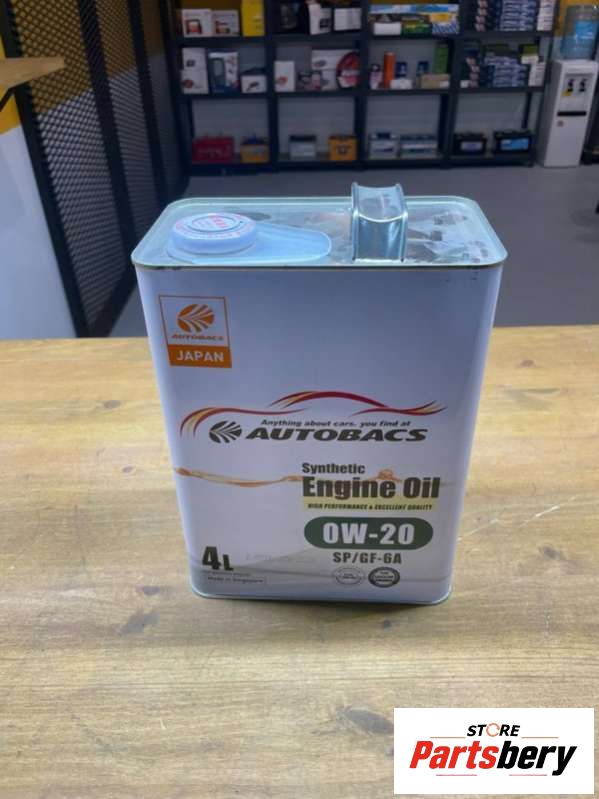 AUTOBACS
JAPAN
Anything about cars, you find at
AUTOBACS
Synthetic
Engine Oil
HIGH PERFORMANCE & EXCELLENT QUALITY
0W-20
SP/GF-6A
4L
Made in Singapore
STORE
Partsbery